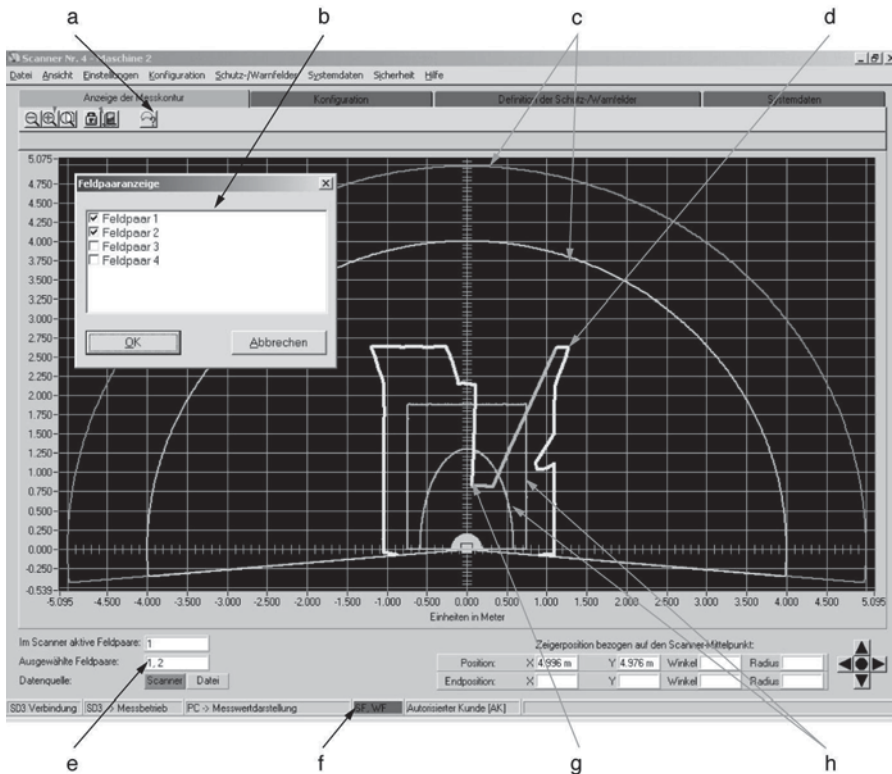 a b c d
Scanner Nr. 4 - Maschine 2
Datei Ansicht Einstellungen Konfiguration Schutz-/Warnfelder Systemdaten Sicherheit Hilfe
Anzeige der Messkontur Konfiguration Definition der Schutz-/Warnfelder Systemdaten
5.075
4.750
4.500
4.250
4.000
3.750
3.500
3.250
3.000
2.750
2.500
2.250
2.000
1.750
1.500
1.250
1.000
0.750
0.500
0.250
0.000
-0.250
-0.539
Feldpaaranzeige
Feldpaar 1
Feldpaar 2
Feldpaar 3
Feldpaar 4
OK Abbrechen
-5.095 -4.500 -4.000 -3.500 -3.000 -2.500 -2.000 -1.500 -1.000 -0.500 0.000 0.500 1.000 1.500 2.000 2.500 3.000 3.500 4.000 4.500 5.095
Einheiten in Meter
Im Scanner aktive Feldpaare: 1
Ausgewählte Feldpaare: 1, 2
Datenquelle: Scanner Datei
Zeigerposition bezogen auf den Scanner-Mittelpunkt:
Position: X 4.996 m Y 4.976 m Winkel Radius
Endposition: X Y Winkel Radius
SD3 Verbindung SD3 -> Messbetrieb PC -> Messwertdarstellung SF, WF Autorisierter Kunde [AK]
e f g h